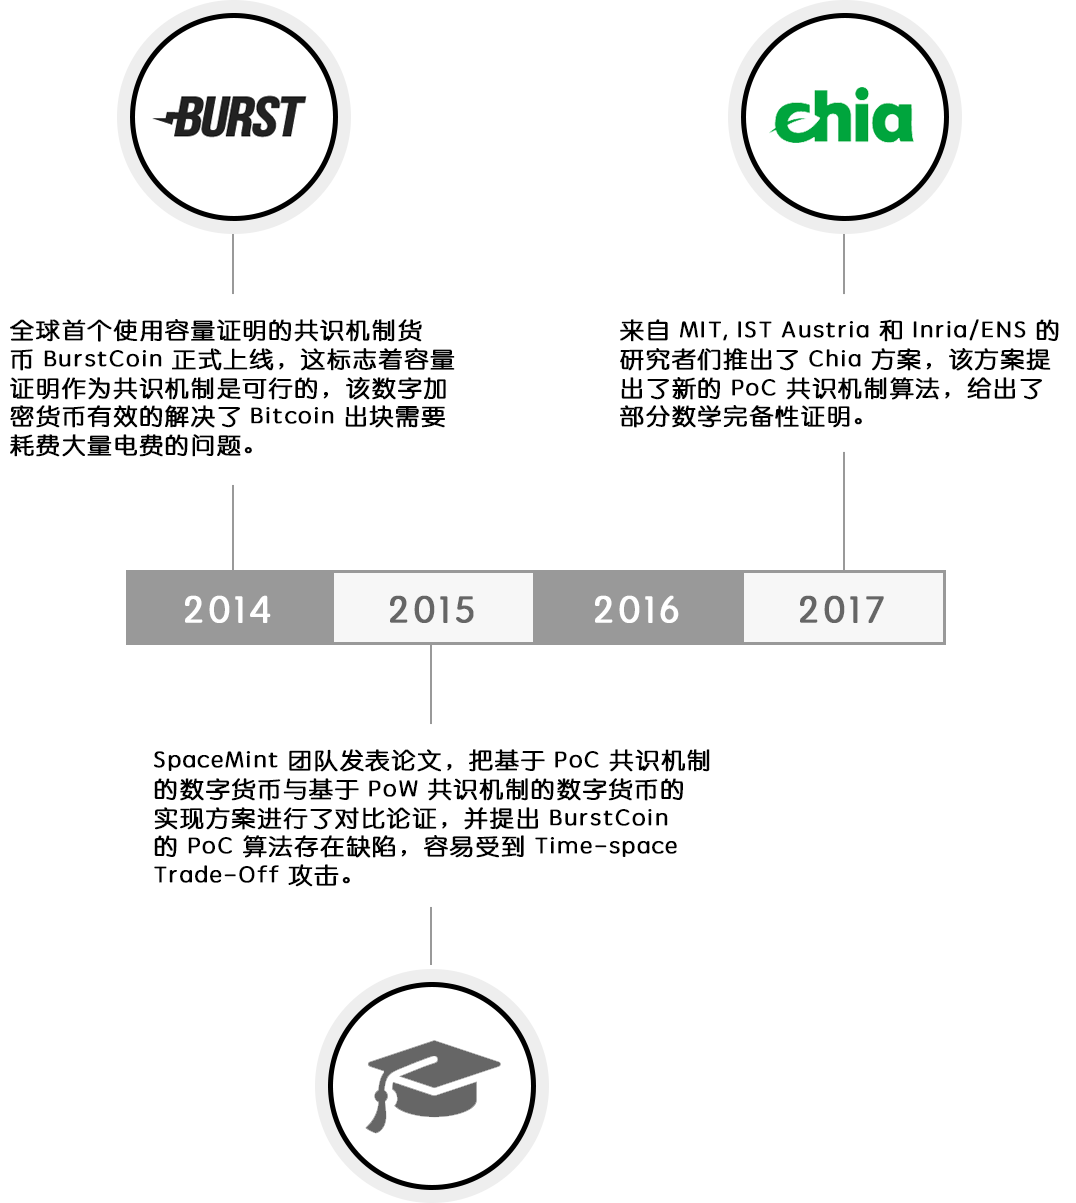 BURST
chia
全球首个使用容量证明的共识机制货
币 BurstCoin 正式上线，这标志着容量
证明作为共识机制是可行的，该数字加
密货币有效的解决了 Bitcoin 出块需要
耗费大量电费的问题。
来自 MIT, IST Austria 和 Inria/ENS 的
研究者们推出了 Chia 方案，该方案提
出了新的 PoC 共识机制算法，给出了
部分数学完备性证明。
2014
2015
2016
2017
SpaceMint 团队发表论文，把基于 PoC 共识机制
的数字货币与基于 PoW 共识机制的数字货币的
实现方案进行了对比论证，并提出 BurstCoin
的 PoC 算法存在缺陷，容易受到 Time-space
Trade-Off 攻击。